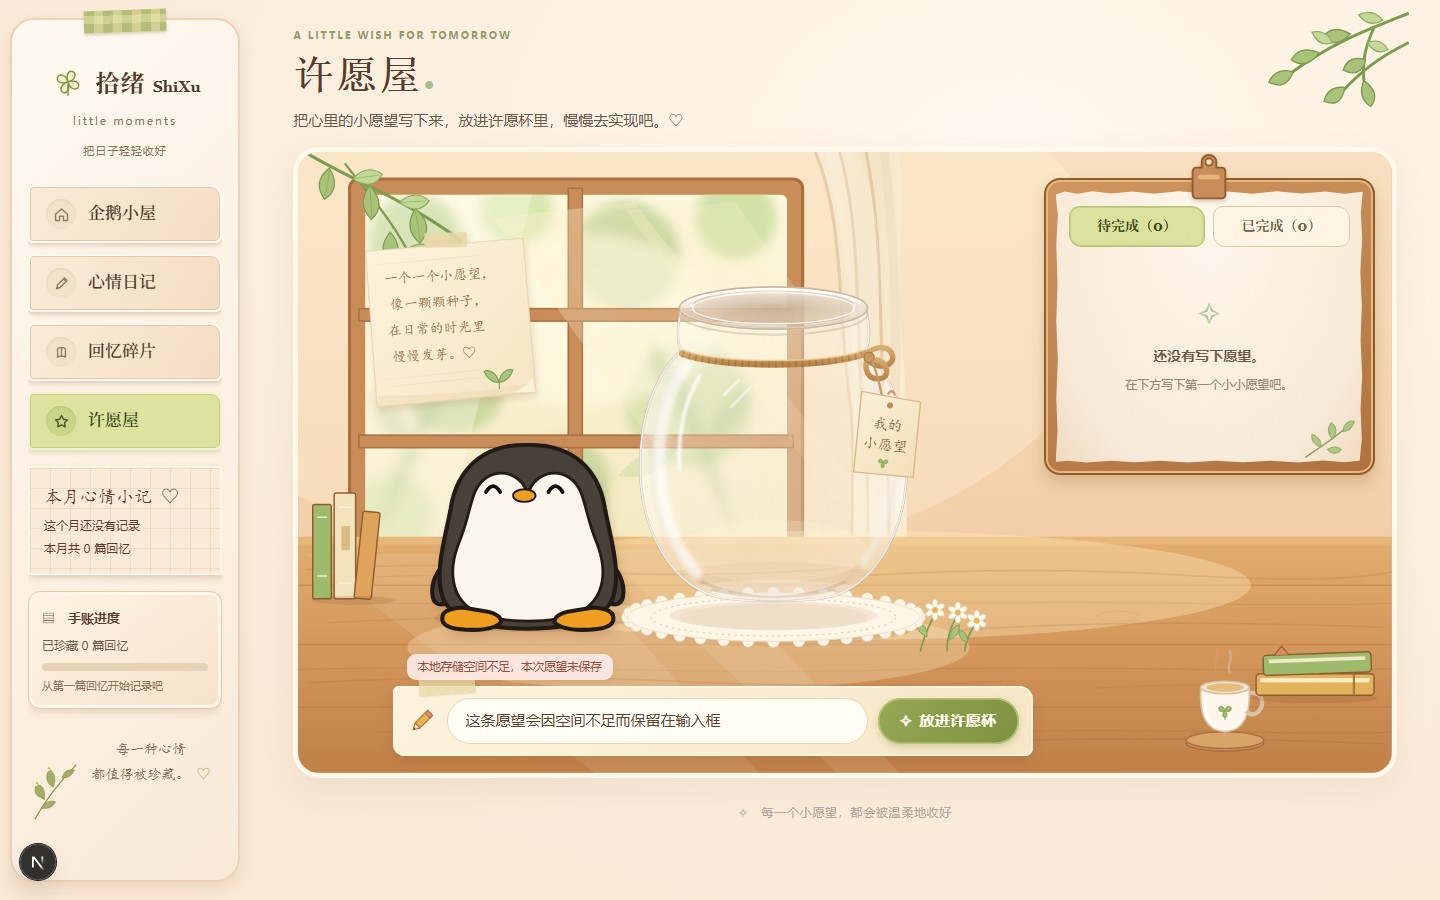 拾绪 ShiXu
little moments
把日子轻轻收好
企鹅小屋
心情日记
回忆碎片
许愿屋
本月心情小记 ♡
这个月还没有记录
本月共 0 篇回忆
手账进度
已珍藏 0 篇回忆
从第一篇回忆开始记录吧
每一种心情
都值得被珍藏。 ♡
N
A LITTLE WISH FOR TOMORROW
许愿屋.
把心里的小愿望写下来，放进许愿杯里，慢慢去实现吧。♡
一个一个小愿望，
像一颗颗种子，
在日常的时光里
慢慢发芽。♡
我的
小愿望
待完成（0） 已完成（0）
还没有写下愿望。
在下方写下第一个小小愿望吧。
本地存储空间不足，本次愿望未保存
这条愿望会因空间不足而保留在输入框
✧ 放进许愿杯
✧ 每一个小愿望，都会被温柔地收好